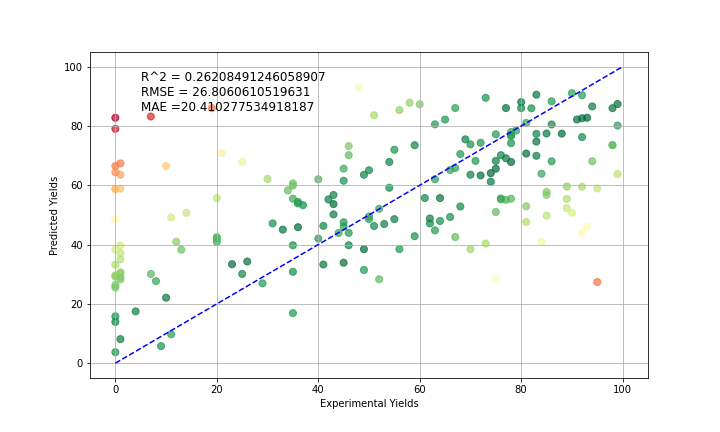 R^2 = 0.26208491246058907
RMSE = 26.8060610519631
MAE =20.410277534918187
100
80
60
40
20
0
Predicted Yields
0 20 40 60 80 100
Experimental Yields